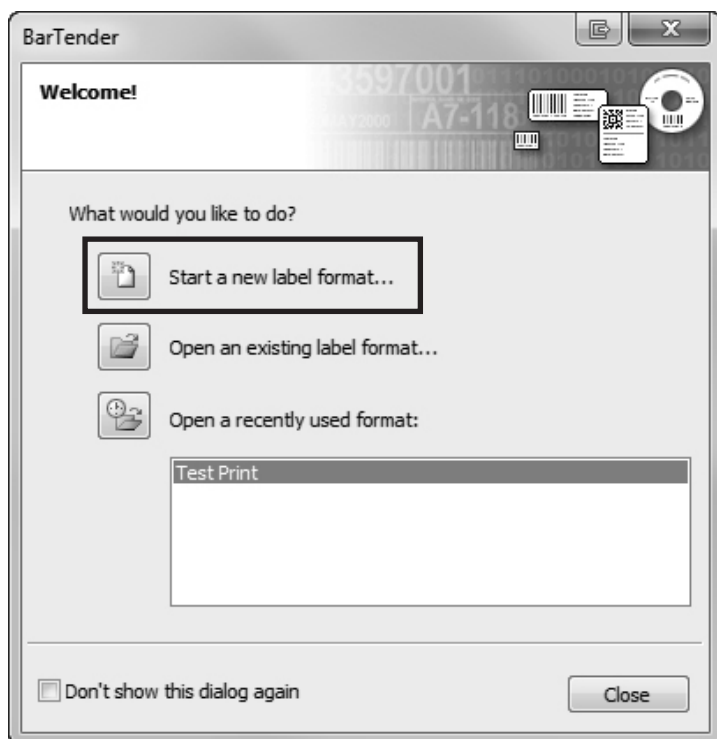 BarTender
Welcome!
3597001
A7-118
What would you like to do?
Start a new label format...
Open an existing label format...
Open a recently used format:
Test Print
Don't show this dialog again
Close